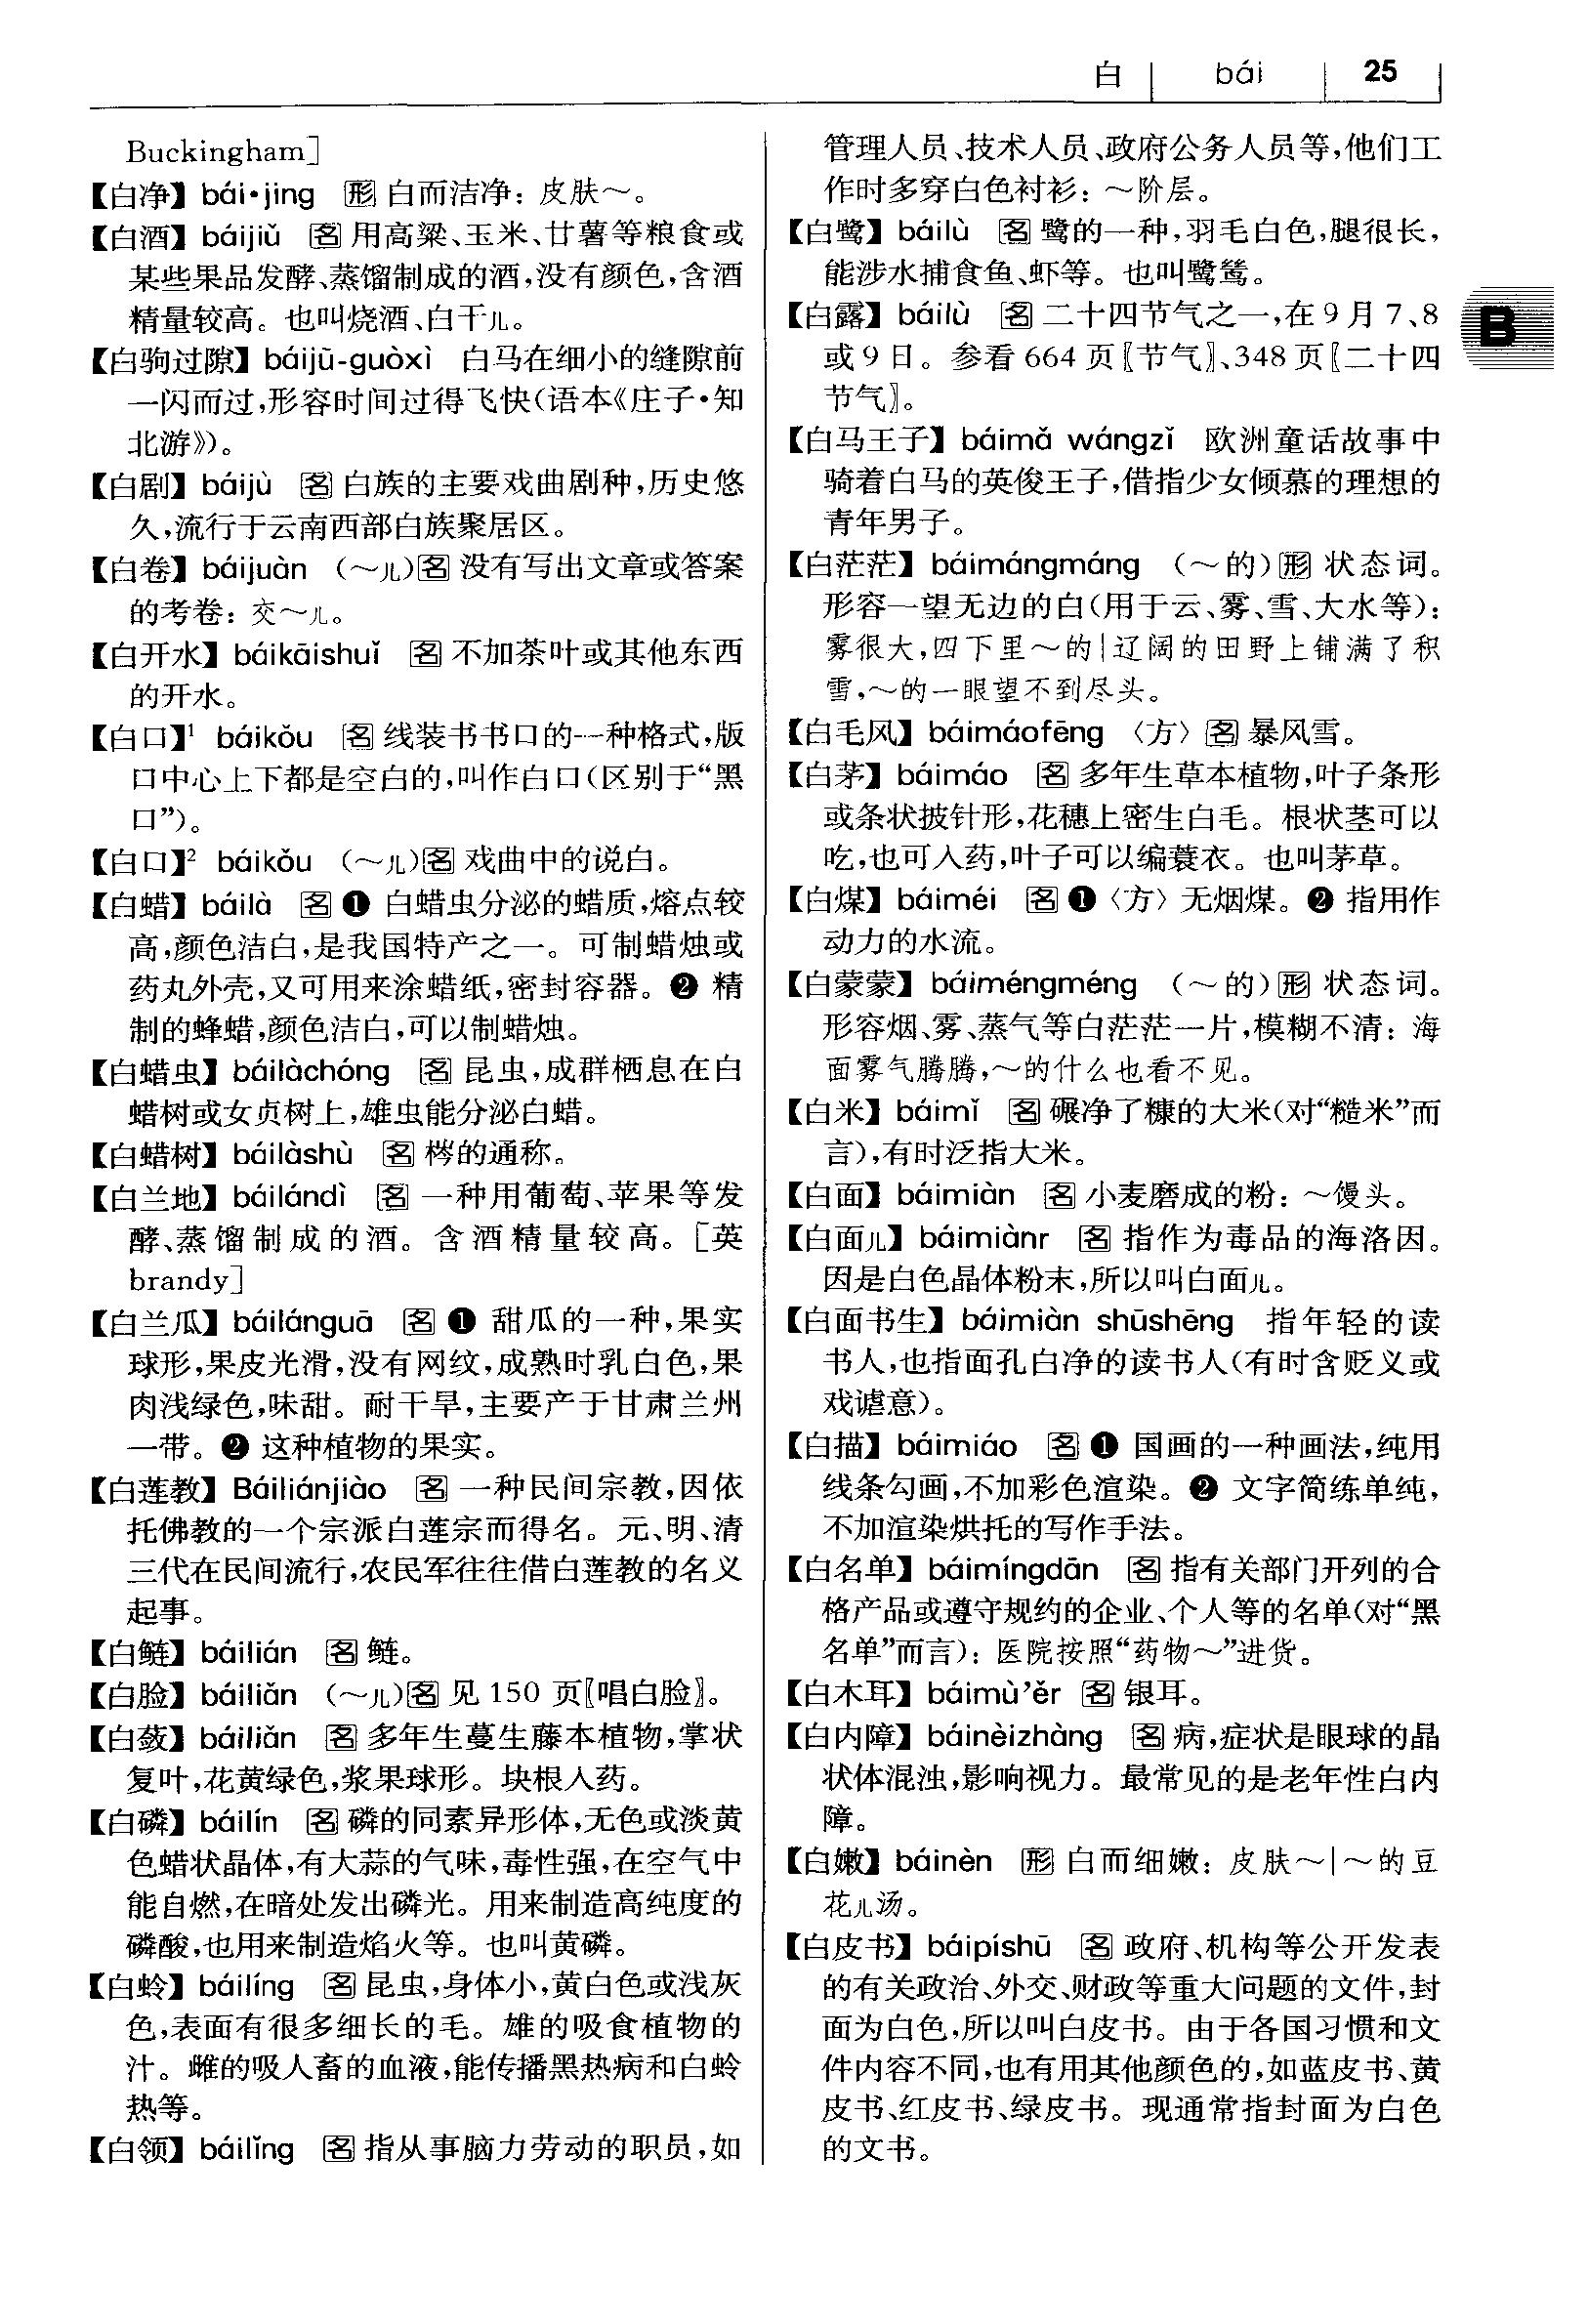 白 bái 25
Buckingham]
【白净】bái·jing 形 白而洁净：皮肤～。
【白酒】báijiǔ 名 用高粱、玉米、甘薯等粮食或
某些果品发酵、蒸馏制成的酒，没有颜色，含酒
精量较高。也叫烧酒、白干儿。
【白驹过隙】báijū-guòxì 白马在细小的缝隙前
一闪而过，形容时间过得飞快（语本《庄子·知
北游》）。
【白剧】báijù 名 白族的主要戏曲剧种，历史悠
久，流行于云南西部白族聚居区。
【白卷】báijuàn （～儿）名 没有写出文章或答案
的考卷：交～儿。
【白开水】báikāishuǐ 名 不加茶叶或其他东西
的开水。
【白口】¹ báikǒu 名 线装书书口的一种格式，版
口中心上下都是空白的，叫作白口（区别于“黑
口”）。
【白口】² báikǒu （～儿）名 戏曲中的说白。
【白蜡】báilà 名 ❶ 白蜡虫分泌的蜡质，熔点较
高，颜色洁白，是我国特产之一。可制蜡烛或
药丸外壳，又可用来涂蜡纸，密封容器。❷ 精
制的蜂蜡，颜色洁白，可以制蜡烛。
【白蜡虫】báilàchóng 名 昆虫，成群栖息在白
蜡树或女贞树上，雄虫能分泌白蜡。
【白蜡树】báilàshù 名 梣的通称。
【白兰地】báilándì 名 一种用葡萄、苹果等发
酵、蒸馏制成的酒。含酒精量较高。[英
brandy]
【白兰瓜】báilánguā 名 ❶ 甜瓜的一种，果实
球形，果皮光滑，没有网纹，成熟时乳白色，果
肉浅绿色，味甜。耐干旱，主要产于甘肃兰州
一带。❷ 这种植物的果实。
【白莲教】Báiliánjiào 名 一种民间宗教，因依
托佛教的一个宗派白莲宗而得名。元、明、清
三代在民间流行，农民军往往借白莲教的名义
起事。
【白鲢】báilián 名 鲢。
【白脸】báiliǎn （～儿）名 见 150 页〖唱白脸〗。
【白蔹】báiliǎn 名 多年生蔓生藤本植物，掌状
复叶，花黄绿色，浆果球形。块根入药。
【白磷】báilín 名 磷的同素异形体，无色或淡黄
色蜡状晶体，有大蒜的气味，毒性强，在空气中
能自燃，在暗处发出磷光。用来制造高纯度的
磷酸，也用来制造焰火等。也叫黄磷。
【白蛉】báilíng 名 昆虫，身体小，黄白色或浅灰
色，表面有很多细长的毛。雄的吸食植物的
汁。雌的吸人畜的血液，能传播黑热病和白蛉
热等。
【白领】báilǐng 名 指从事脑力劳动的职员，如
管理人员、技术人员、政府公务人员等，他们工
作时多穿白色衬衫：～阶层。
【白鹭】báilù 名 鹭的一种，羽毛白色，腿很长，
能涉水捕食鱼、虾等。也叫鹭鸶。
【白露】báilù 名 二十四节气之一，在 9 月 7、8
或 9 日。参看 664 页〖节气〗、348 页〖二十四
节气〗。
【白马王子】báimǎ wángzǐ 欧洲童话故事中
骑着白马的英俊王子，借指少女倾慕的理想的
青年男子。
【白茫茫】báimángmáng （～的）形 状态词。
形容一望无边的白（用于云、雾、雪、大水等）：
雾很大，四下里～的|辽阔的田野上铺满了积
雪，～的一眼望不到尽头。
【白毛风】báimáofēng 〈方〉名 暴风雪。
【白茅】báimáo 名 多年生草本植物，叶子条形
或条状披针形，花穗上密生白毛。根状茎可以
吃，也可入药，叶子可以编蓑衣。也叫茅草。
【白煤】báiméi 名 ❶〈方〉无烟煤。❷ 指用作
动力的水流。
【白蒙蒙】báiméngméng （～的）形 状态词。
形容烟、雾、蒸气等白茫茫一片，模糊不清：海
面雾气腾腾，～的什么也看不见。
【白米】báimǐ 名 碾净了糠的大米（对“糙米”而
言），有时泛指大米。
【白面】báimiàn 名 小麦磨成的粉：～馒头。
【白面儿】báimiànr 名 指作为毒品的海洛因。
因是白色晶体粉末，所以叫白面儿。
【白面书生】báimiàn shūshēng 指年轻的读
书人，也指面孔白净的读书人（有时含贬义或
戏谑意）。
【白描】báimiáo 名 ❶ 国画的一种画法，纯用
线条勾画，不加彩色渲染。❷ 文字简练单纯，
不加渲染烘托的写作手法。
【白名单】báimíngdān 名 指有关部门开列的合
格产品或遵守规约的企业、个人等的名单（对“黑
名单”而言）：医院按照“药物～”进货。
【白木耳】báimù’ěr 名 银耳。
【白内障】báinèizhàng 名 病，症状是眼球的晶
状体混浊，影响视力。最常见的是老年性白内
障。
【白嫩】báinèn 形 白而细嫩：皮肤～|～的豆
花儿汤。
【白皮书】báipíshū 名 政府、机构等公开发表
的有关政治、外交、财政等重大问题的文件，封
面为白色，所以叫白皮书。由于各国习惯和文
件内容不同，也有用其他颜色的，如蓝皮书、黄
皮书、红皮书、绿皮书。现通常指封面为白色
的文书。
B